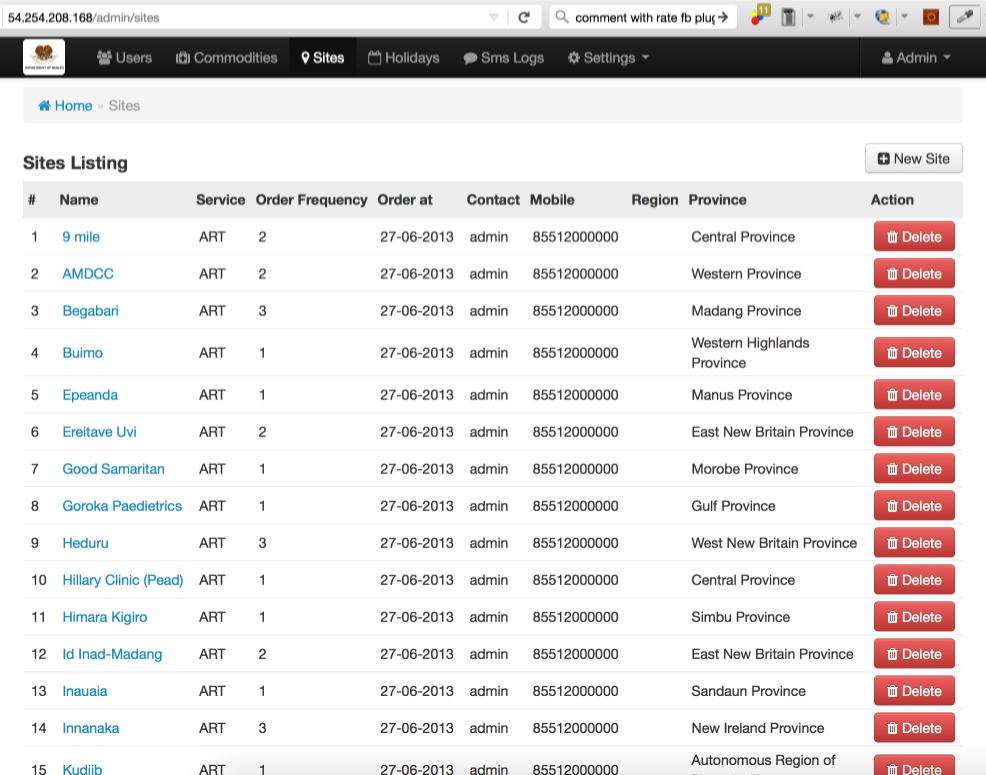 54.254.208.168/admin/sites
comment with rate fb plug
11
DEPARTMENT OF HEALTH
Users Commodities Sites Holidays Sms Logs Settings Admin
Home » Sites
Sites Listing
New Site
# Name Service Order Frequency Order at Contact Mobile Region Province Action
1 9 mile ART 2 27-06-2013 admin 85512000000 Central Province Delete
2 AMDCC ART 2 27-06-2013 admin 85512000000 Western Province Delete
3 Begabari ART 3 27-06-2013 admin 85512000000 Madang Province Delete
4 Buimo ART 1 27-06-2013 admin 85512000000 Western Highlands Province Delete
5 Epeanda ART 1 27-06-2013 admin 85512000000 Manus Province Delete
6 Ereitave Uvi ART 2 27-06-2013 admin 85512000000 East New Britain Province Delete
7 Good Samaritan ART 1 27-06-2013 admin 85512000000 Morobe Province Delete
8 Goroka Paedietrics ART 1 27-06-2013 admin 85512000000 Gulf Province Delete
9 Heduru ART 3 27-06-2013 admin 85512000000 West New Britain Province Delete
10 Hillary Clinic (Pead) ART 1 27-06-2013 admin 85512000000 Central Province Delete
11 Himara Kigiro ART 1 27-06-2013 admin 85512000000 Simbu Province Delete
12 Id Inad-Madang ART 2 27-06-2013 admin 85512000000 East New Britain Province Delete
13 Inauaia ART 1 27-06-2013 admin 85512000000 Sandaun Province Delete
14 Innanaka ART 3 27-06-2013 admin 85512000000 New Ireland Province Delete
15 Kudjib ART 1 27-06-2013 admin 85512000000 Autonomous Region of Delete